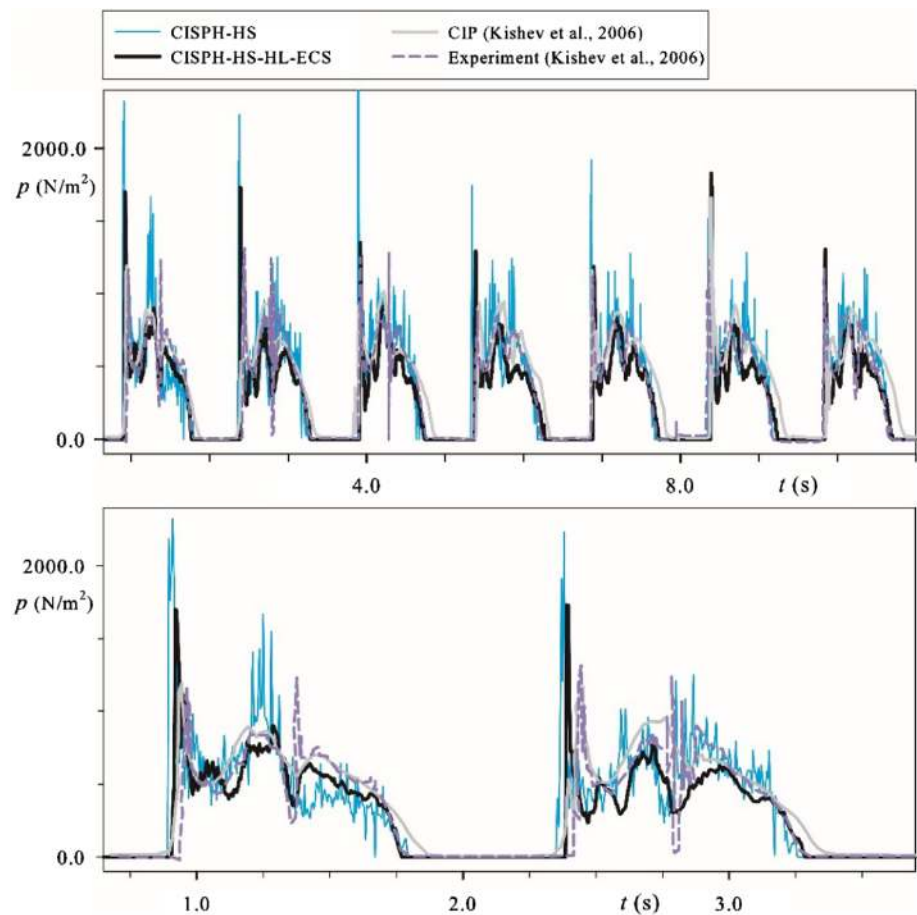 CISPH-HS
CIP (Kishev et al., 2006)
CISPH-HS-HL-ECS
Experiment (Kishev et al., 2006)
2000.0
p (N/m²)
0.0
4.0
8.0
t (s)
2000.0
p (N/m²)
0.0
1.0
2.0
t (s)
3.0